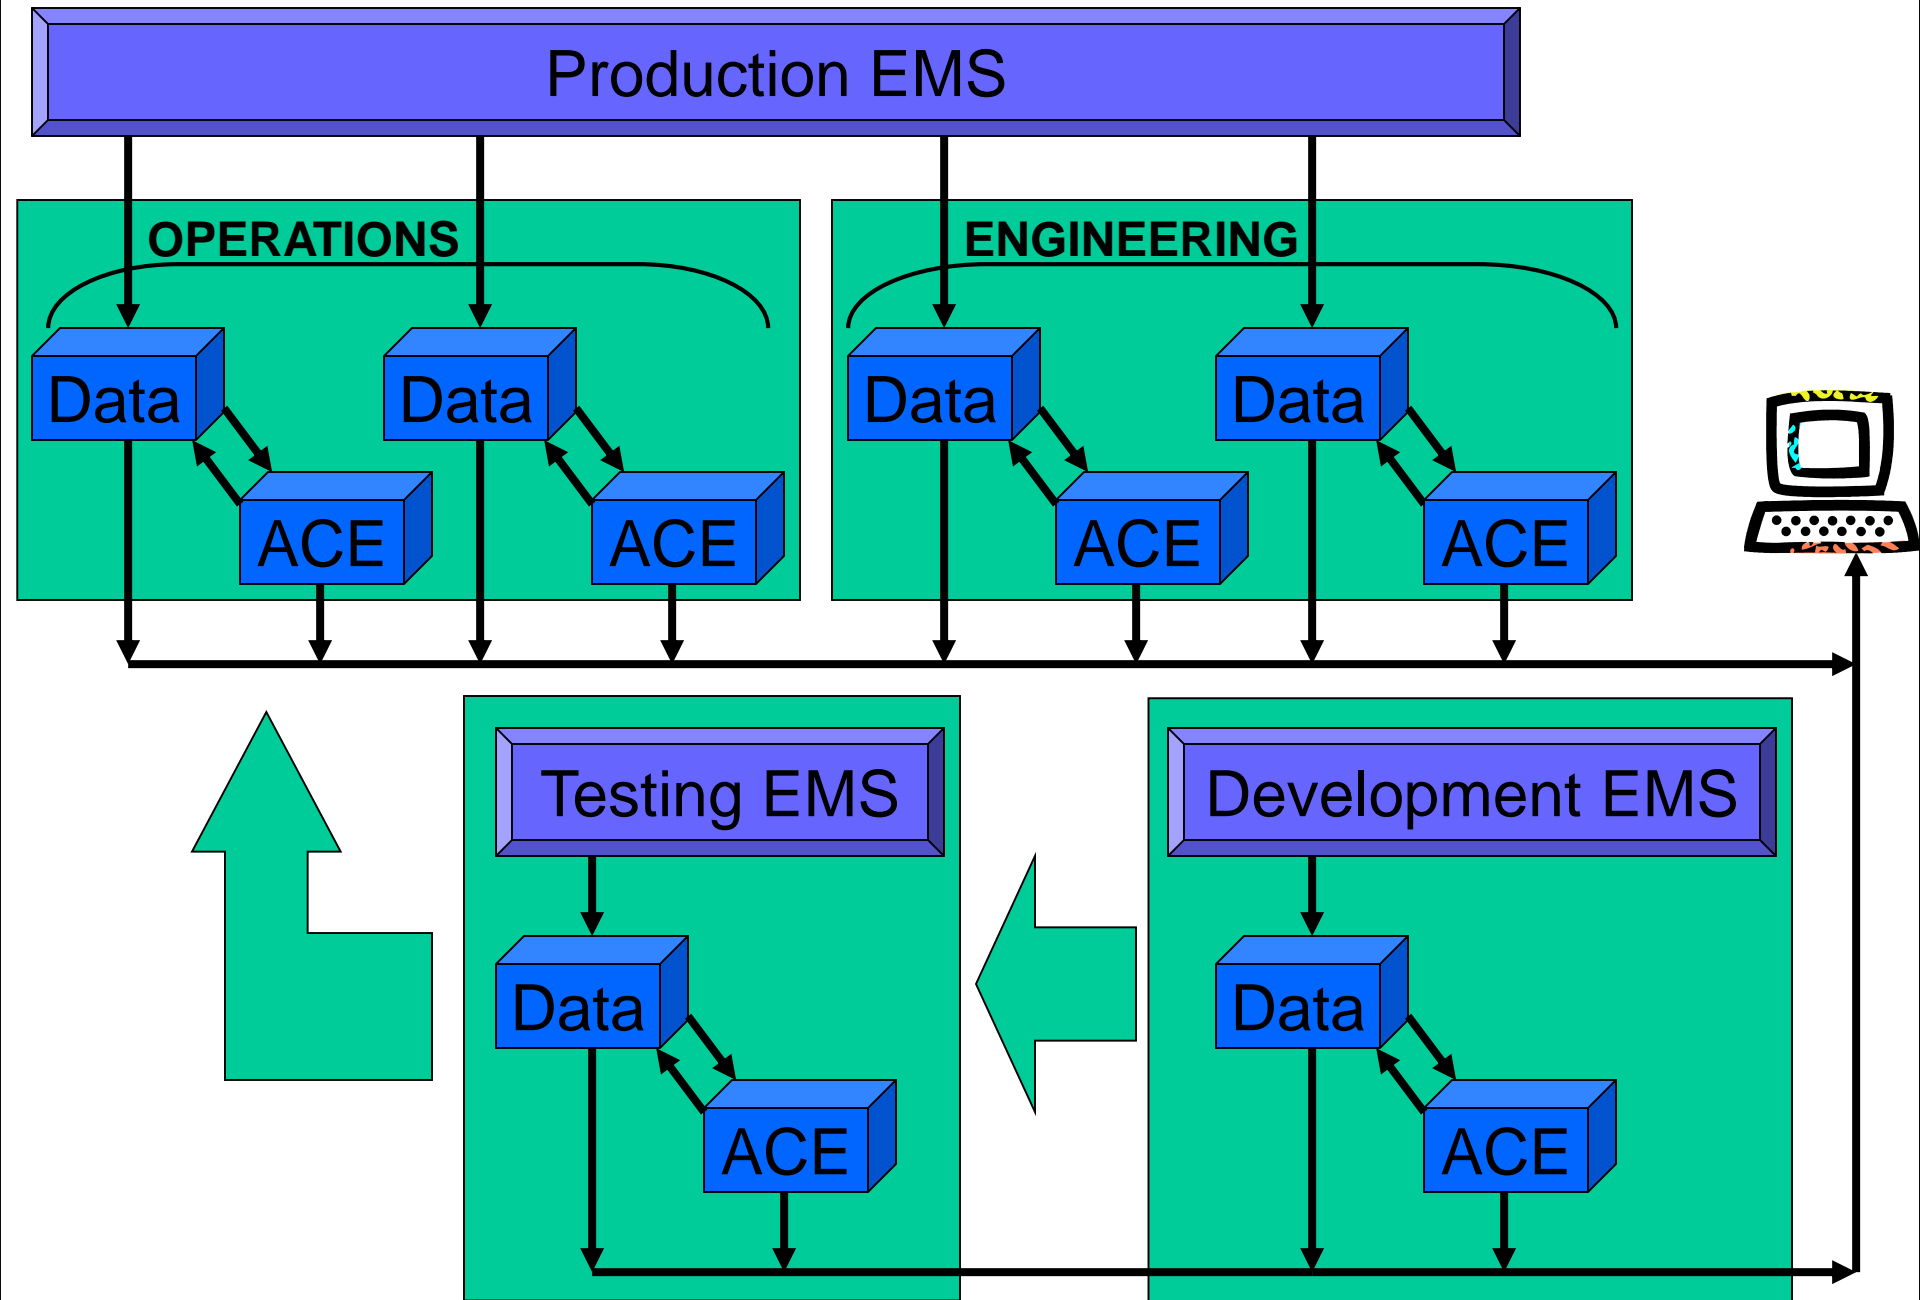 Production EMS
OPERATIONS
ENGINEERING
Data
Data
Data
Data
ACE
ACE
ACE
ACE
Testing EMS
Development EMS
Data
Data
ACE
ACE